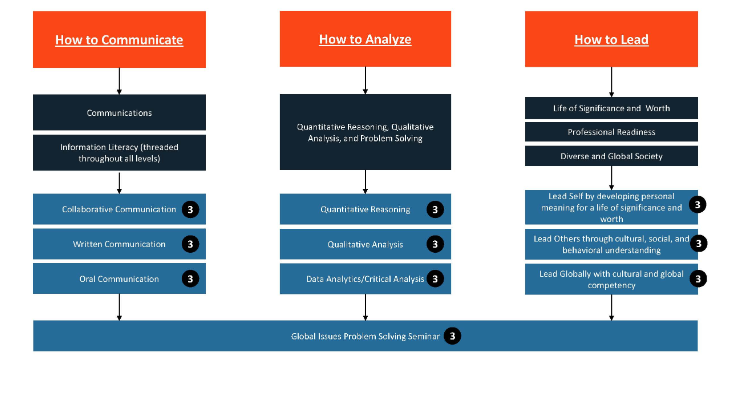 How to Communicate
Communications
Information Literacy (threaded
throughout all levels)
Collaborative Communication 3
Written Communication 3
Oral Communication 3
How to Analyze
Quantitative Reasoning, Qualitative
Analysis, and Problem Solving
Quantitative Reasoning 3
Qualitative Analysis 3
Data Analytics/Critical Analysis 3
How to Lead
Life of Significance and Worth
Professional Readiness
Diverse and Global Society
Lead Self by developing personal
meaning for a life of significance and 3
worth
Lead Others through cultural, social, and 3
behavioral understanding
Lead Globally with cultural and global 3
competency
Global Issues Problem Solving Seminar 3